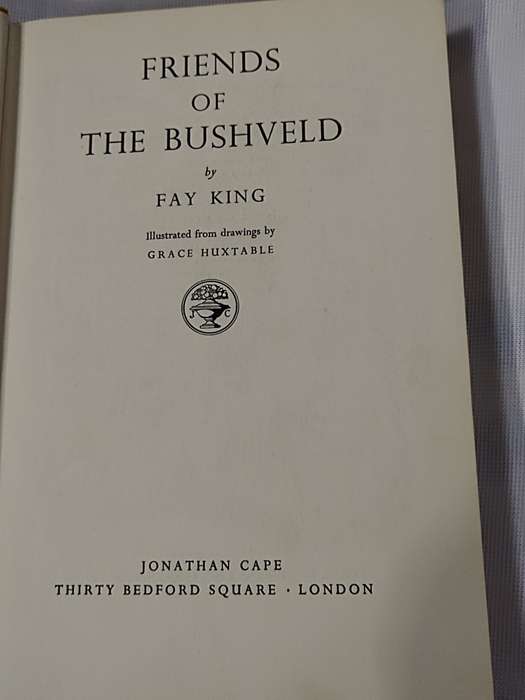 FRIENDS
OF
THE BUSHVELD
by
FAY KING
Illustrated from drawings by
GRACE HUXTABLE
J C
JONATHAN CAPE
THIRTY BEDFORD SQUARE · LONDON